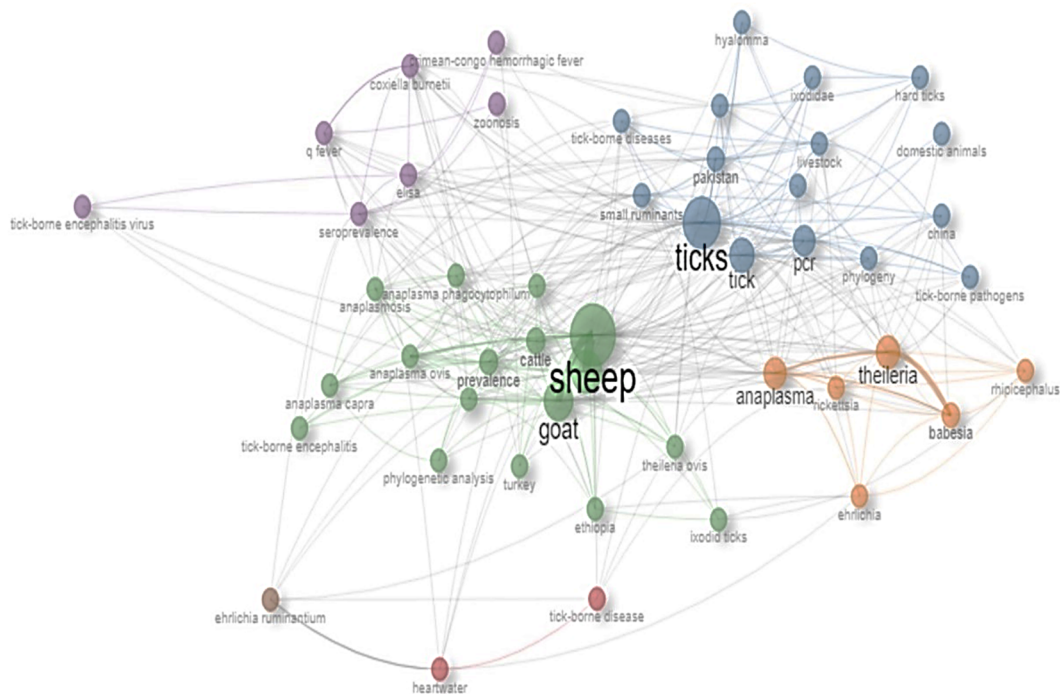 hyalomma
crimean-congo hemorrhagic fever
coxiella burnetii
ixodidae
hard ticks
zoonosis
tick-borne diseases
q fever
livestock
domestic animals
pakistan
elisa
small ruminants
tick-borne encephalitis virus
seroprevalence
china
ticks
tick
pcr
phylogeny
tick-borne pathogens
anaplasma phagocytophilum
anaplasmosis
cattle
sheep
anaplasma ovis
prevalence
theileria
anaplasma
rickettsia
rhipicephalus
anaplasma capra
goat
babesia
tick-borne encephalitis
theileria ovis
phylogenetic analysis
turkey
ehrlichia
ethiopia
ixodid ticks
ehrlichia ruminantium
tick-borne disease
heartwater